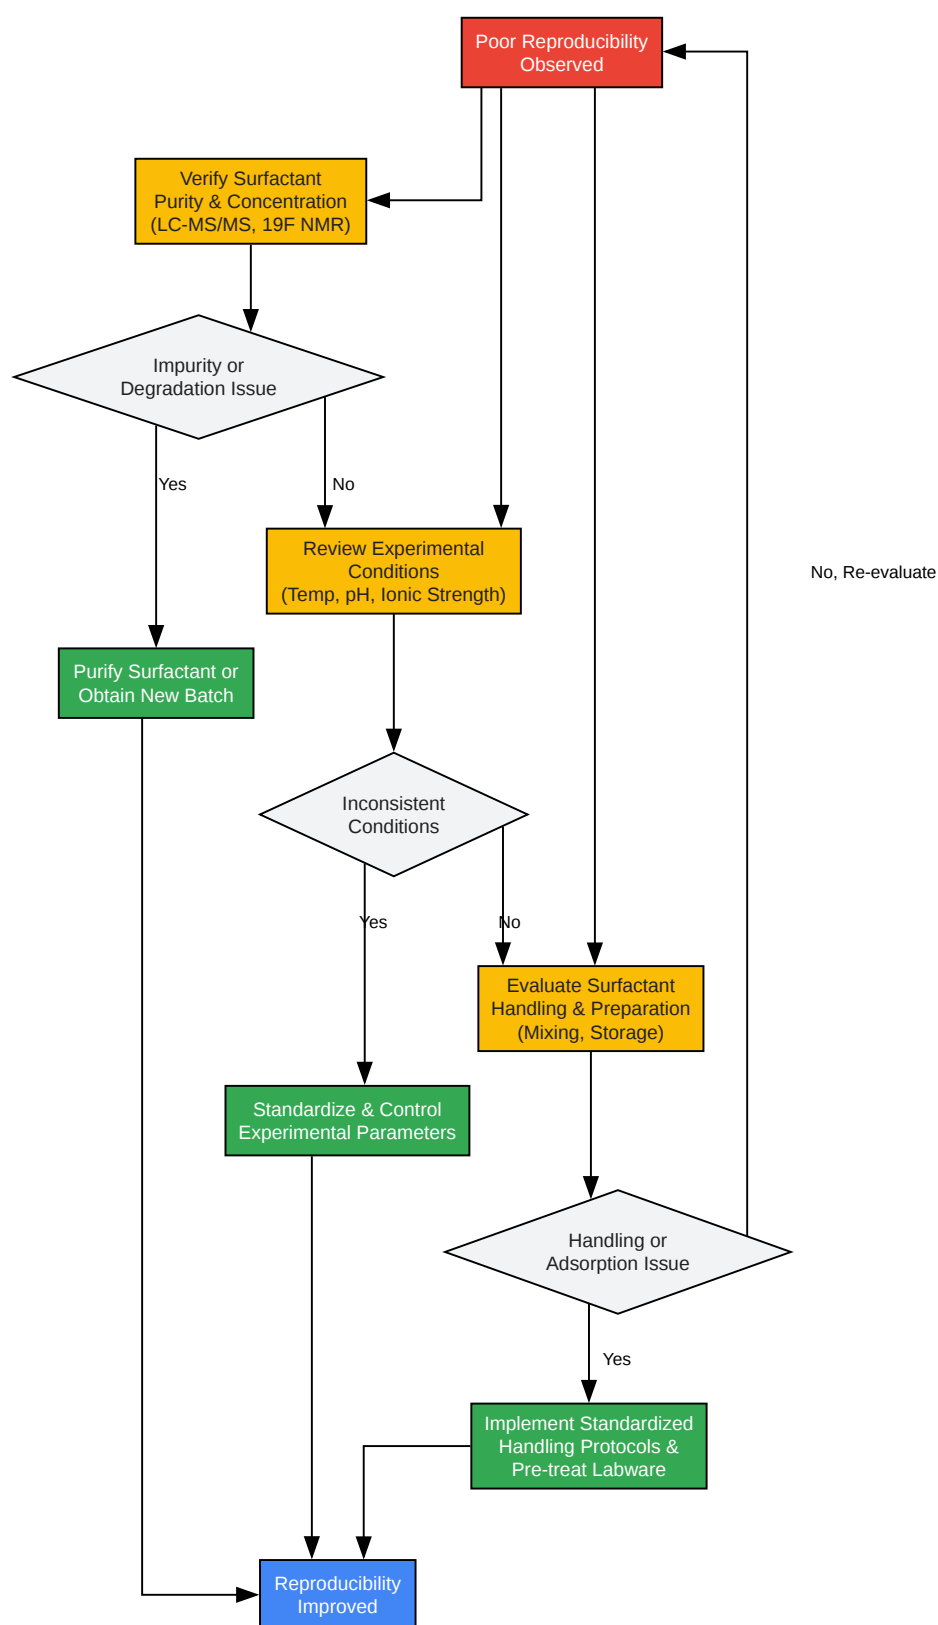 Poor Reproducibility
Observed
Verify Surfactant
Purity & Concentration
(LC-MS/MS, 19F NMR)
Impurity or
Degradation Issue
Yes
No
Review Experimental
Conditions
(Temp, pH, Ionic Strength)
No, Re-evaluate
Purify Surfactant or
Obtain New Batch
Inconsistent
Conditions
Yes
No
Evaluate Surfactant
Handling & Preparation
(Mixing, Storage)
Standardize & Control
Experimental Parameters
Handling or
Adsorption Issue
Yes
Implement Standardized
Handling Protocols &
Pre-treat Labware
Reproducibility
Improved